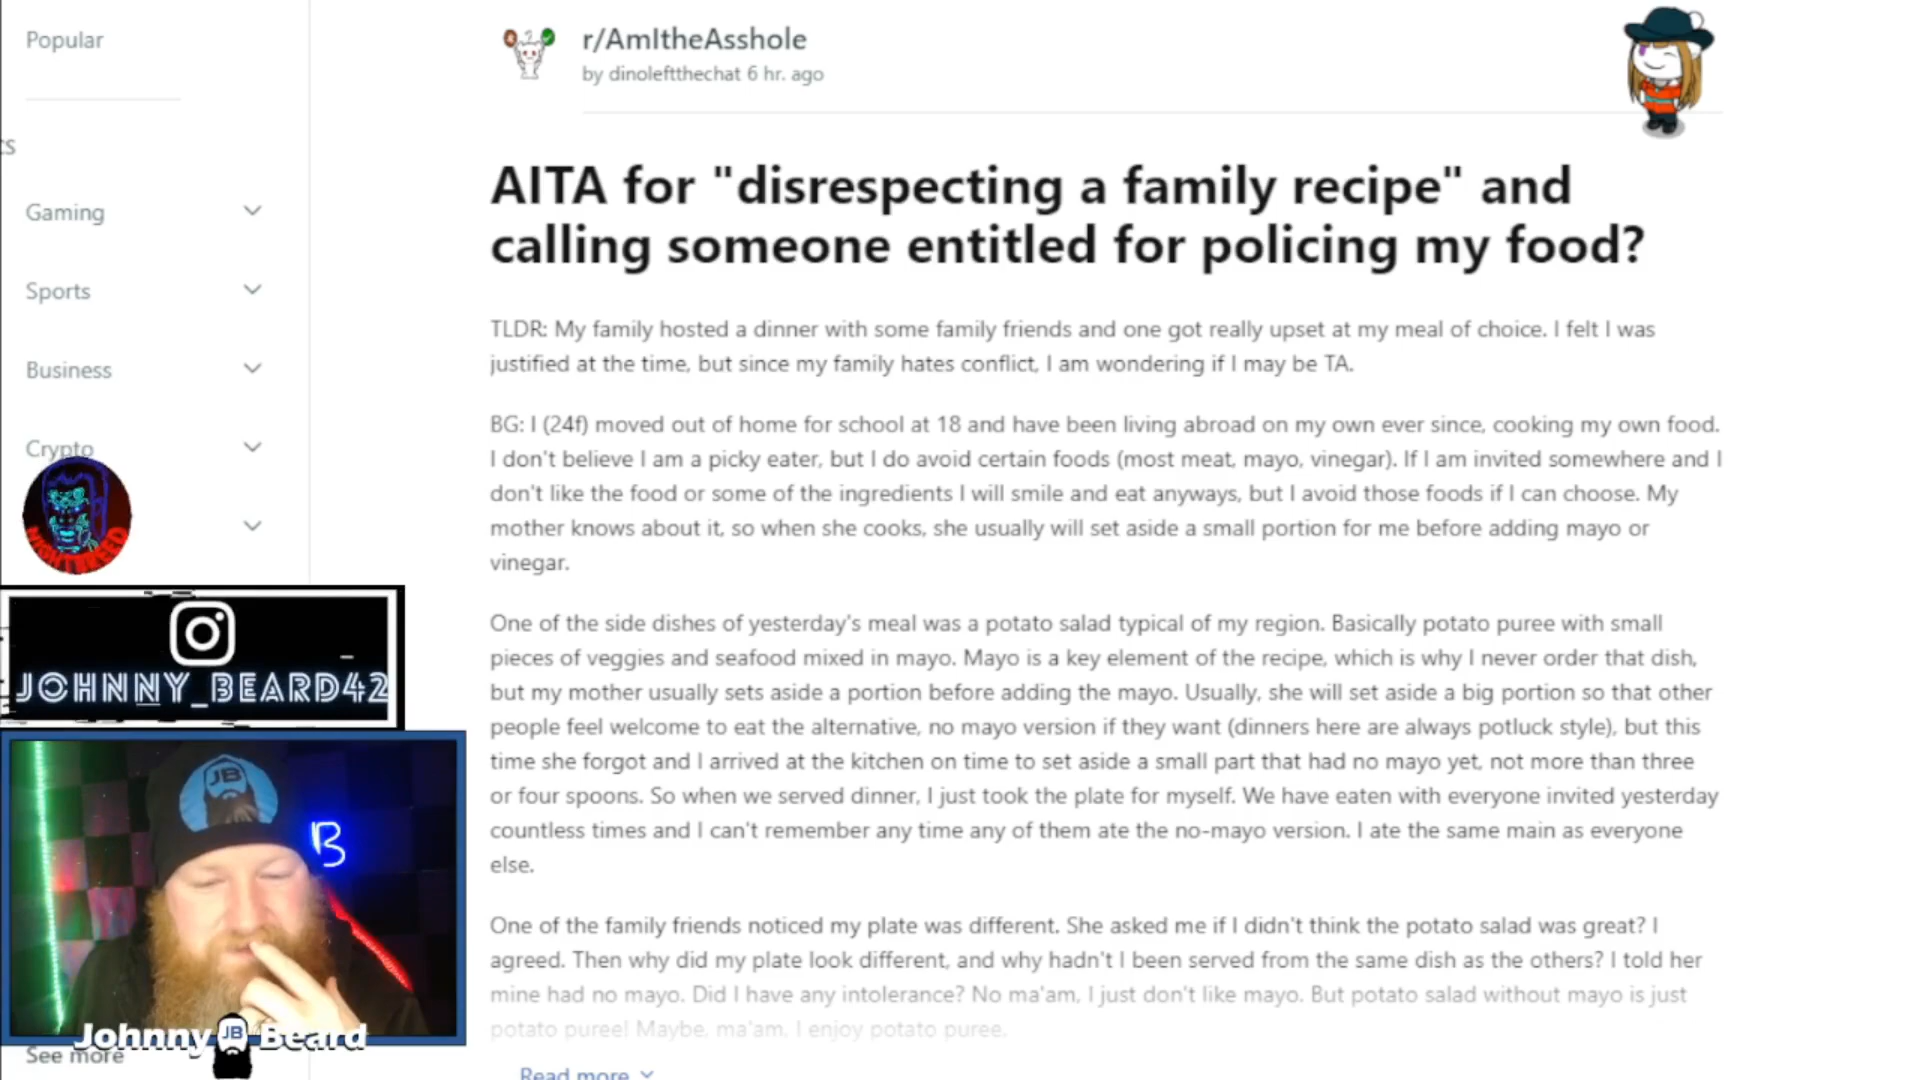 Popular
cs
Gaming
Sports
Business
Crypto
NIGHTBREED
JOHNNY_BEARD42
JB
B
Johnny JB Beard
See more
r/AmItheAsshole
by dinoleftthechat 6 hr. ago
AITA for "disrespecting a family recipe" and
calling someone entitled for policing my food?
TLDR: My family hosted a dinner with some family friends and one got really upset at my meal of choice. I felt I was
justified at the time, but since my family hates conflict, I am wondering if I may be TA.
BG: I (24f) moved out of home for school at 18 and have been living abroad on my own ever since, cooking my own food.
I don't believe I am a picky eater, but I do avoid certain foods (most meat, mayo, vinegar). If I am invited somewhere and I
don't like the food or some of the ingredients I will smile and eat anyways, but I avoid those foods if I can choose. My
mother knows about it, so when she cooks, she usually will set aside a small portion for me before adding mayo or
vinegar.
One of the side dishes of yesterday's meal was a potato salad typical of my region. Basically potato puree with small
pieces of veggies and seafood mixed in mayo. Mayo is a key element of the recipe, which is why I never order that dish,
but my mother usually sets aside a portion before adding the mayo. Usually, she will set aside a big portion so that other
people feel welcome to eat the alternative, no mayo version if they want (dinners here are always potluck style), but this
time she forgot and I arrived at the kitchen on time to set aside a small part that had no mayo yet, not more than three
or four spoons. So when we served dinner, I just took the plate for myself. We have eaten with everyone invited yesterday
countless times and I can't remember any time any of them ate the no-mayo version. I ate the same main as everyone
else.
One of the family friends noticed my plate was different. She asked me if I didn't think the potato salad was great? I
agreed. Then why did my plate look different, and why hadn't I been served from the same dish as the others? I told her
mine had no mayo. Did I have any intolerance? No ma'am, I just don't like mayo. But potato salad without mayo is just
potato puree! Maybe, ma'am, I enjoy potato puree.
Read more